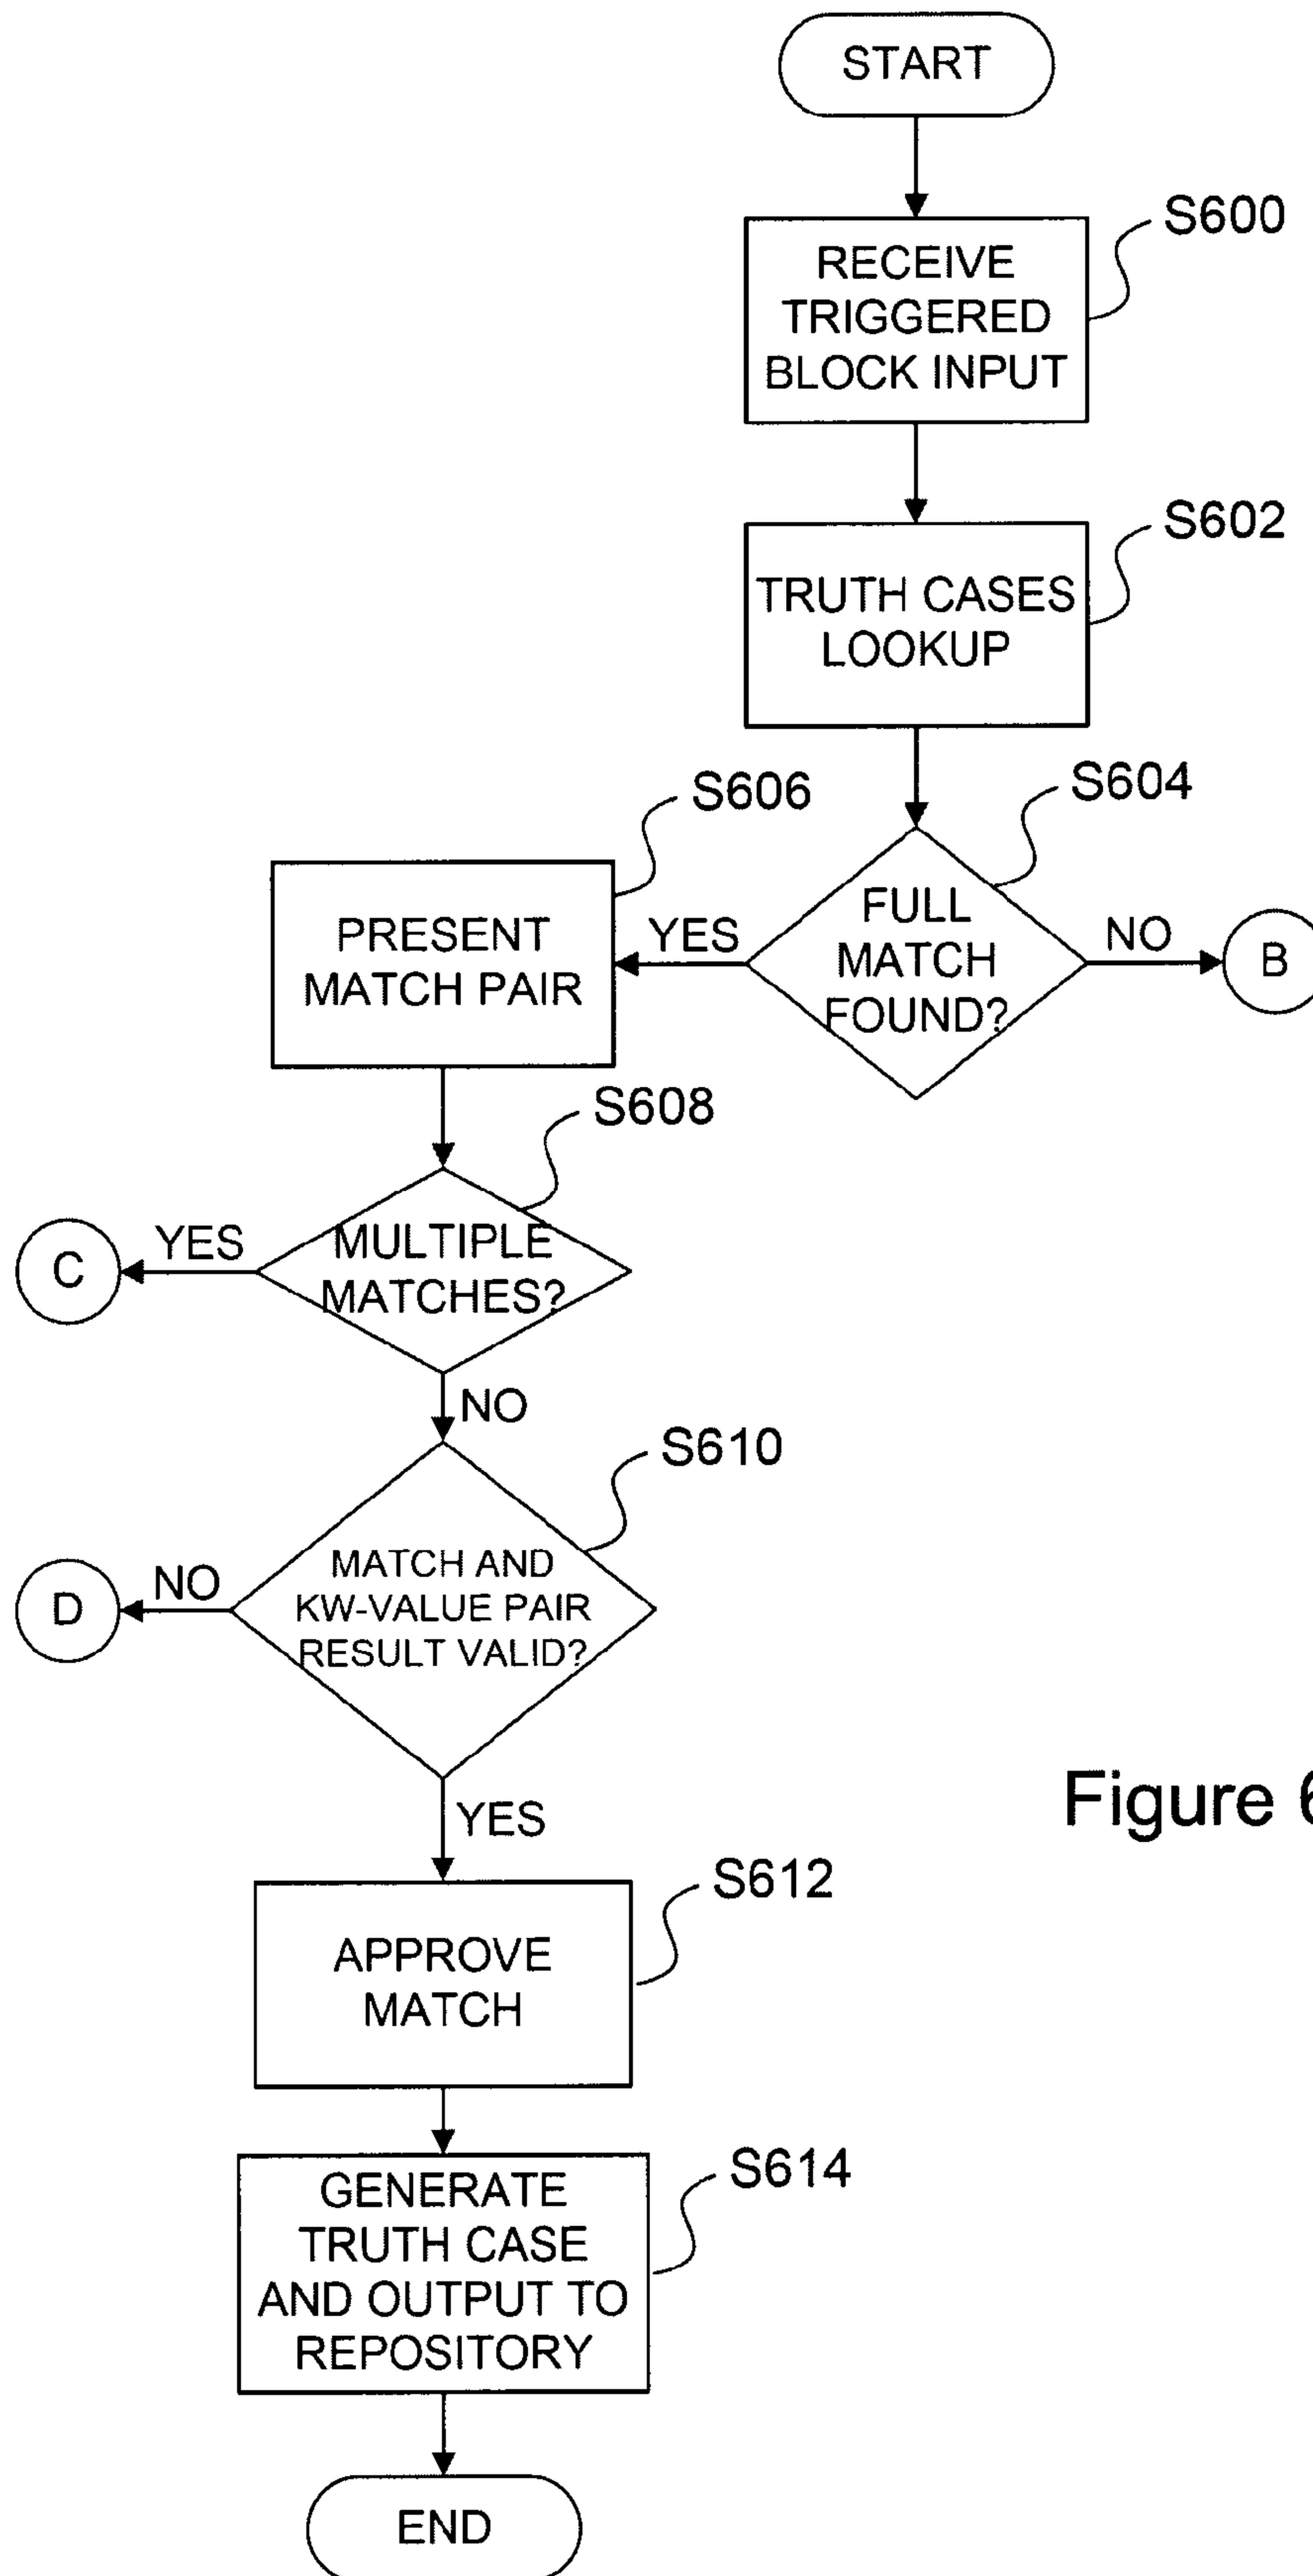 START
S600
RECEIVE
TRIGGERED
BLOCK INPUT
S602
TRUTH CASES
LOOKUP
S606
S604
PRESENT
MATCH PAIR
YES
FULL
MATCH
FOUND?
NO
B
S608
C
YES
MULTIPLE
MATCHES?
NO
S610
D
NO
MATCH AND
KW-VALUE PAIR
RESULT VALID?
YES
Figure 6
S612
APPROVE
MATCH
S614
GENERATE
TRUTH CASE
AND OUTPUT TO
REPOSITORY
END